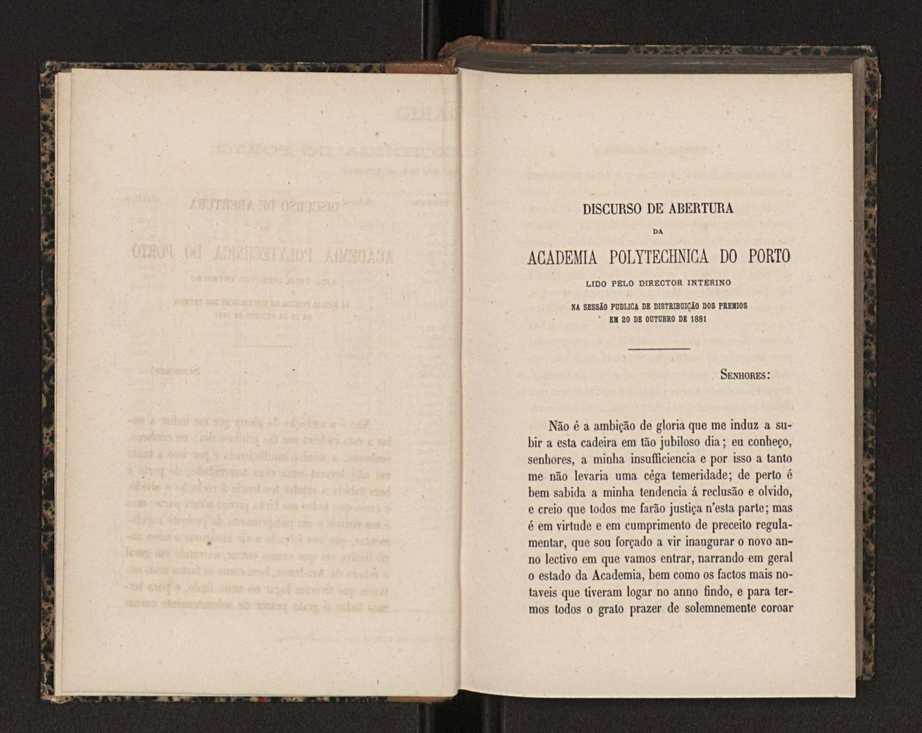 DISCURSO DE ABERTURA
DA
ACADEMIA POLYTECHNICA DO PORTO
LIDO PELO DIRECTOR INTERINO
NA SESSÃO PUBLICA DE DISTRIBUIÇÃO DOS PREMIOS
EM 20 DE OUTUBRO DE 1881
SENHORES:
Não é a ambição de gloria que me induz a su-
bir a esta cadeira em tão jubiloso dia; eu conheço,
senhores, a minha insufficiencia e por isso a tanto
me não levaria uma céga temeridade; de perto é
bem sabida a minha tendencia á reclusão e olvido,
e creio que todos me farão justiça n'esta parte; mas
é em virtude e em cumprimento de preceito regula-
mentar, que sou forçado a vir inaugurar o novo an-
no lectivo em que vamos entrar, narrando em geral
o estado da Academia, bem como os factos mais no-
taveis que tiveram logar no anno findo, e para ter-
mos todos o grato prazer de solemnemente coroar